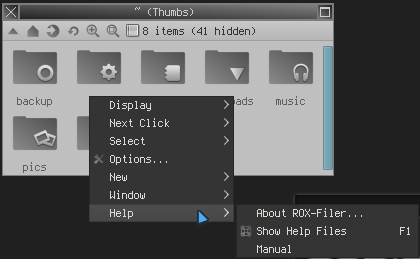 ~ (Thumbs)
8 items (41 hidden)
backup
oads
music
pics
Display
Next Click
Select
Options...
New
Window
Help
About ROX-Filer...
Show Help Files F1
Manual